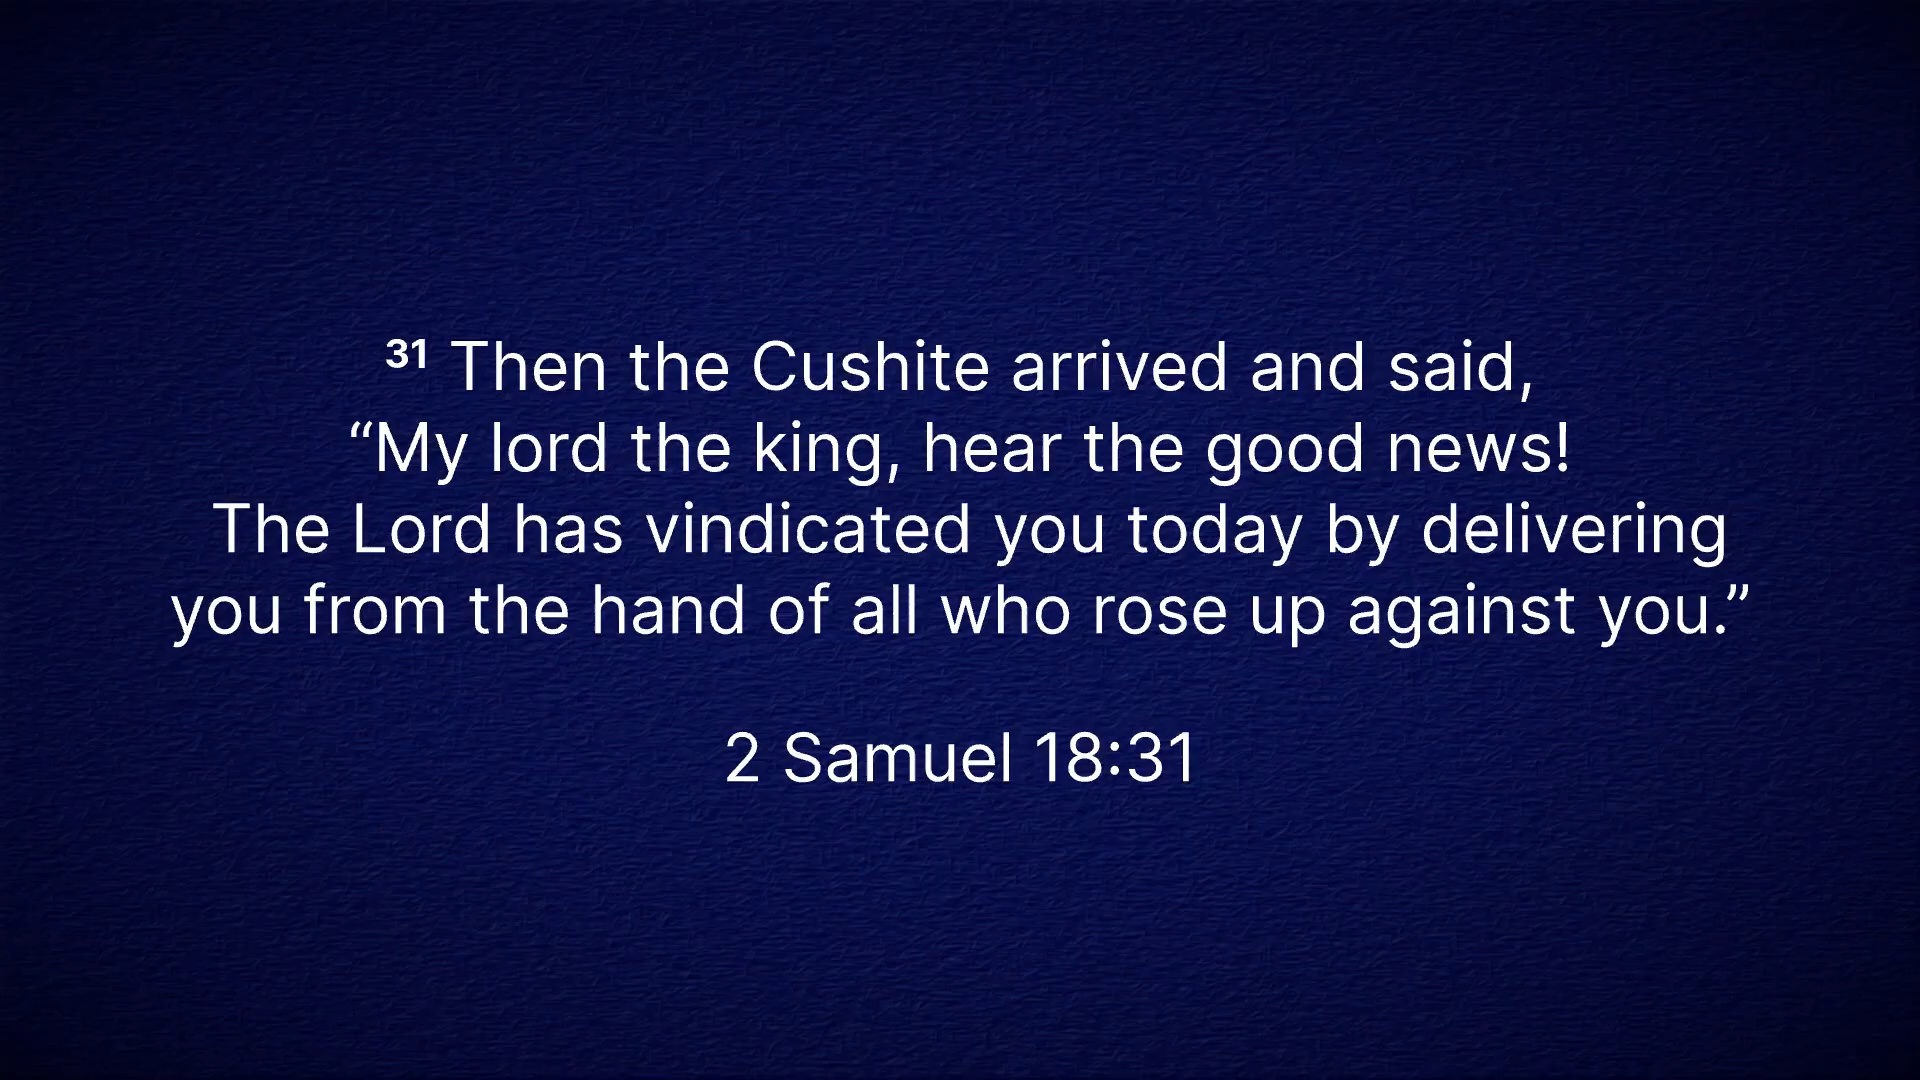 ³¹ Then the Cushite arrived and said,
“My lord the king, hear the good news!
The Lord has vindicated you today by delivering
you from the hand of all who rose up against you.”
2 Samuel 18:31